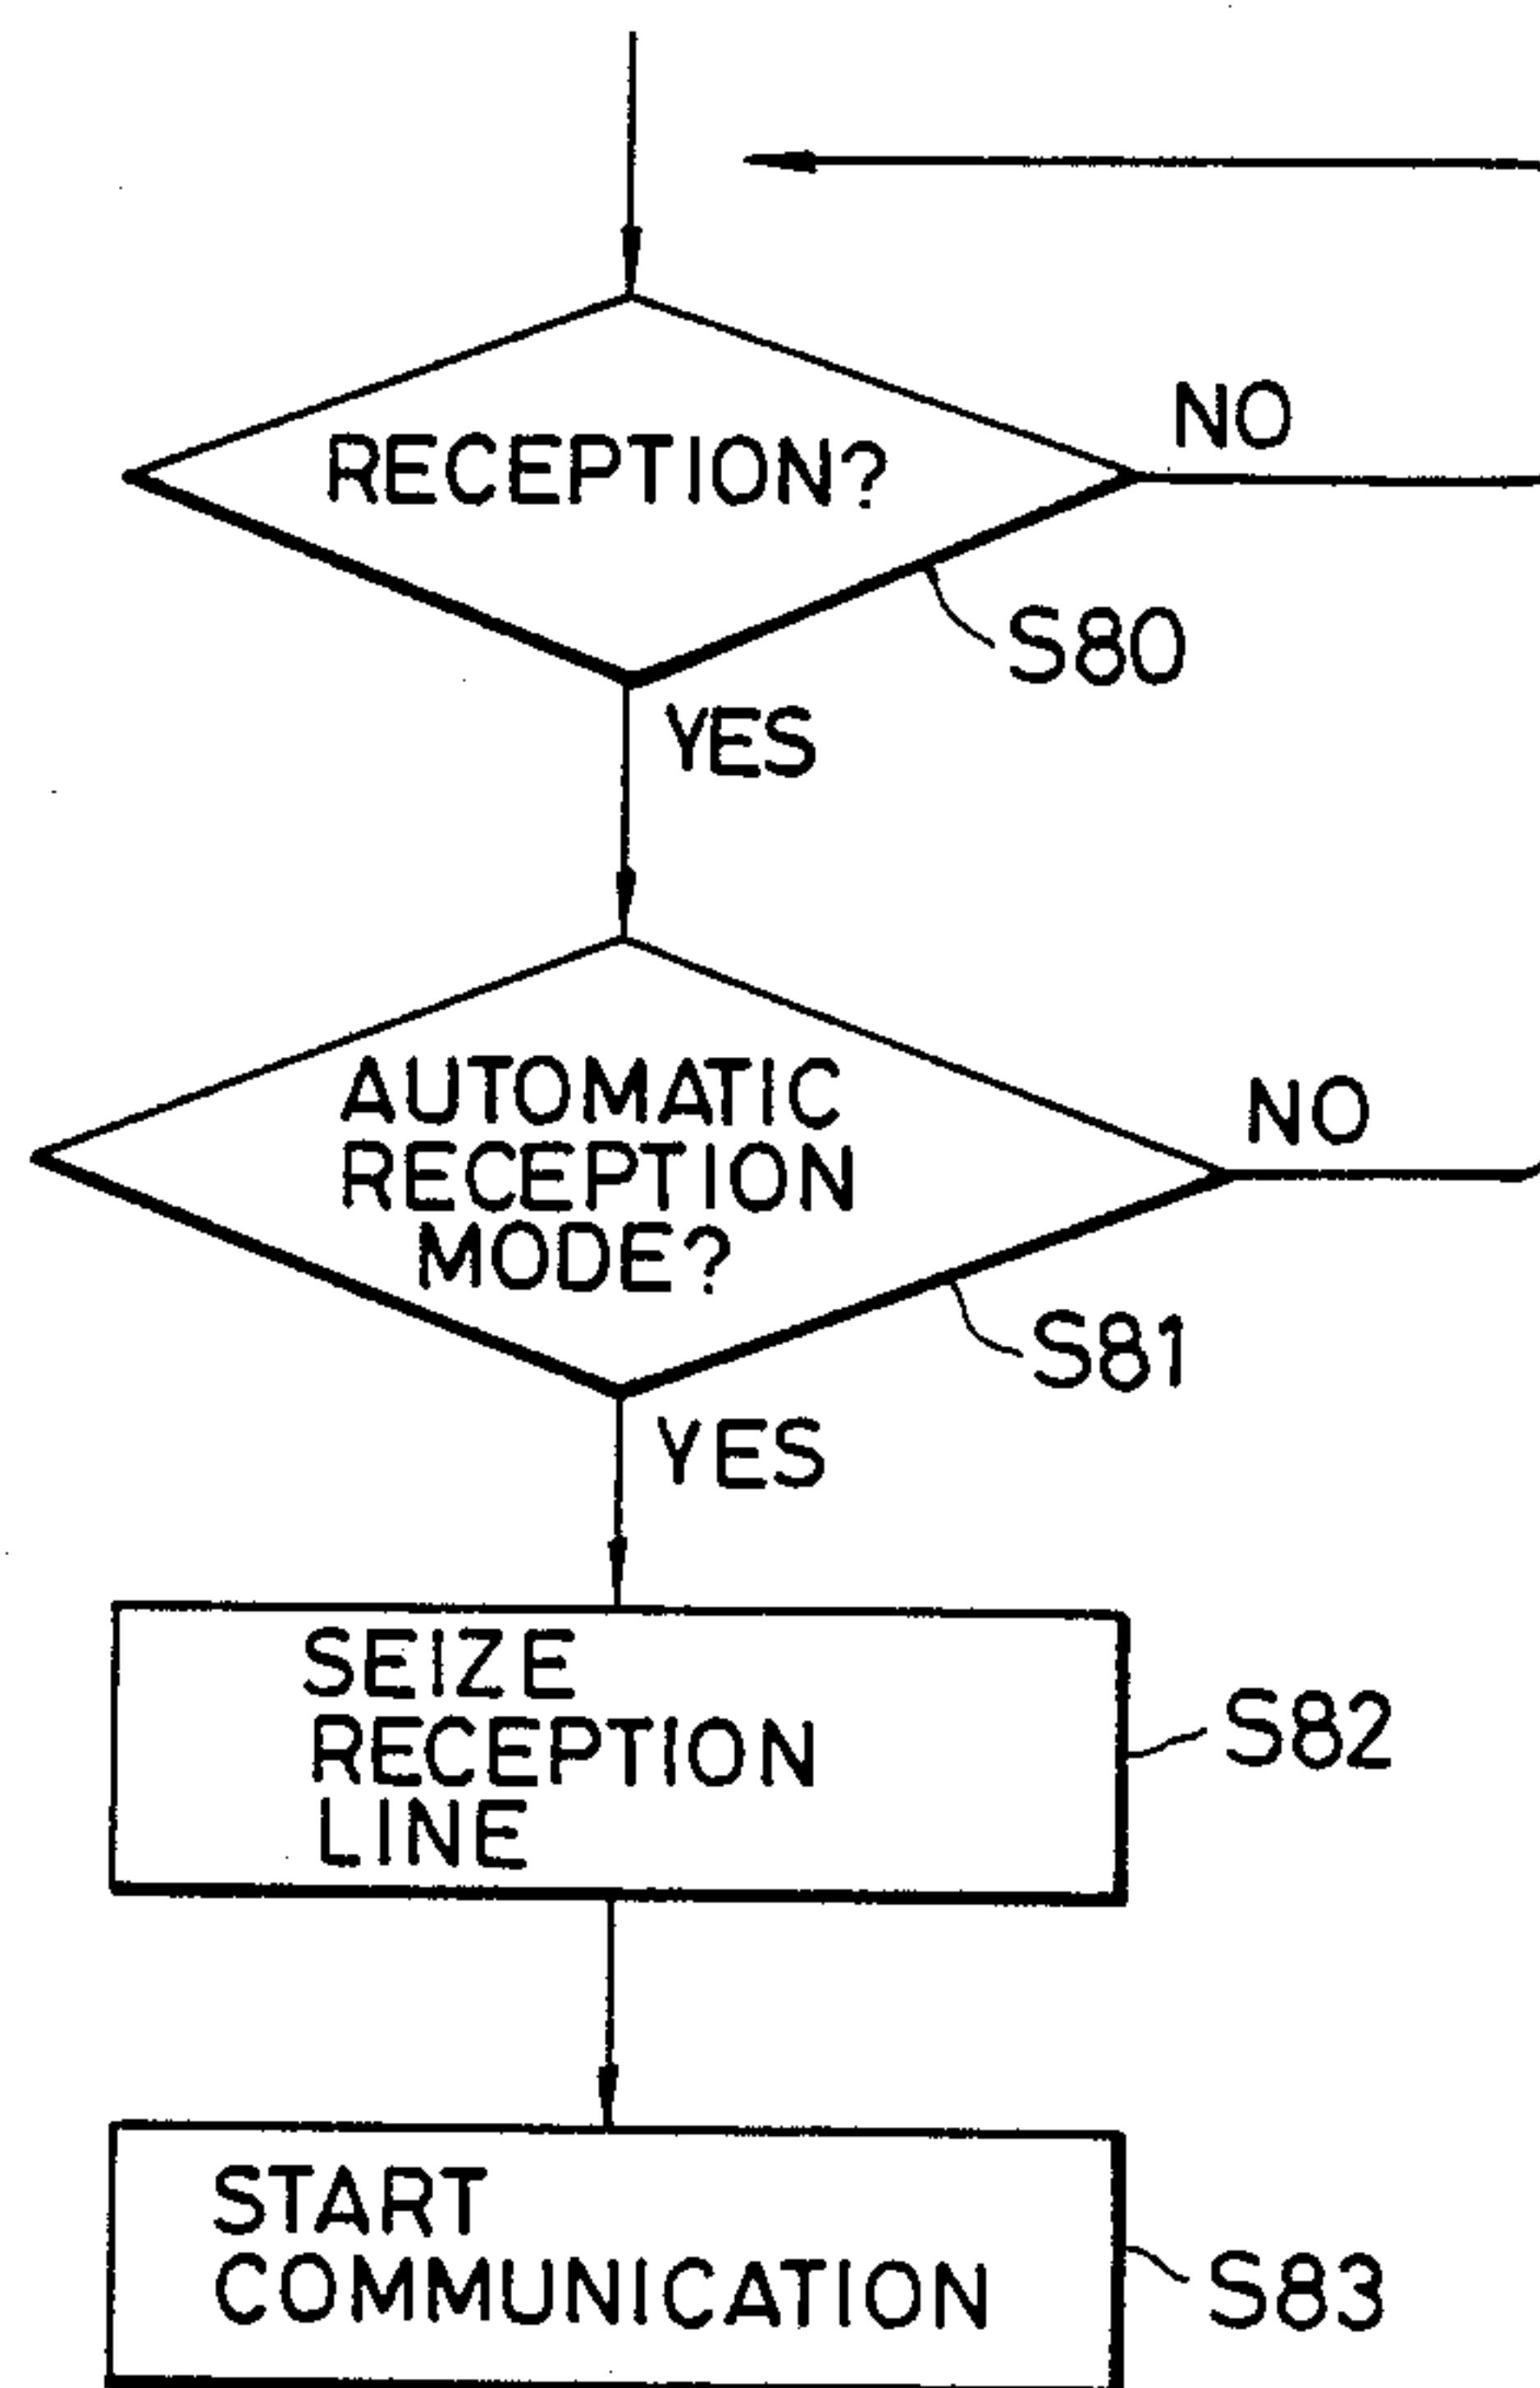 NO
RECEPTION?
S80
YES
AUTOMATIC
RECEPTION
MODE?
NO
S81
YES
SEIZE
RECEPTION
LINE
S82
START
COMMUNICATION
S83